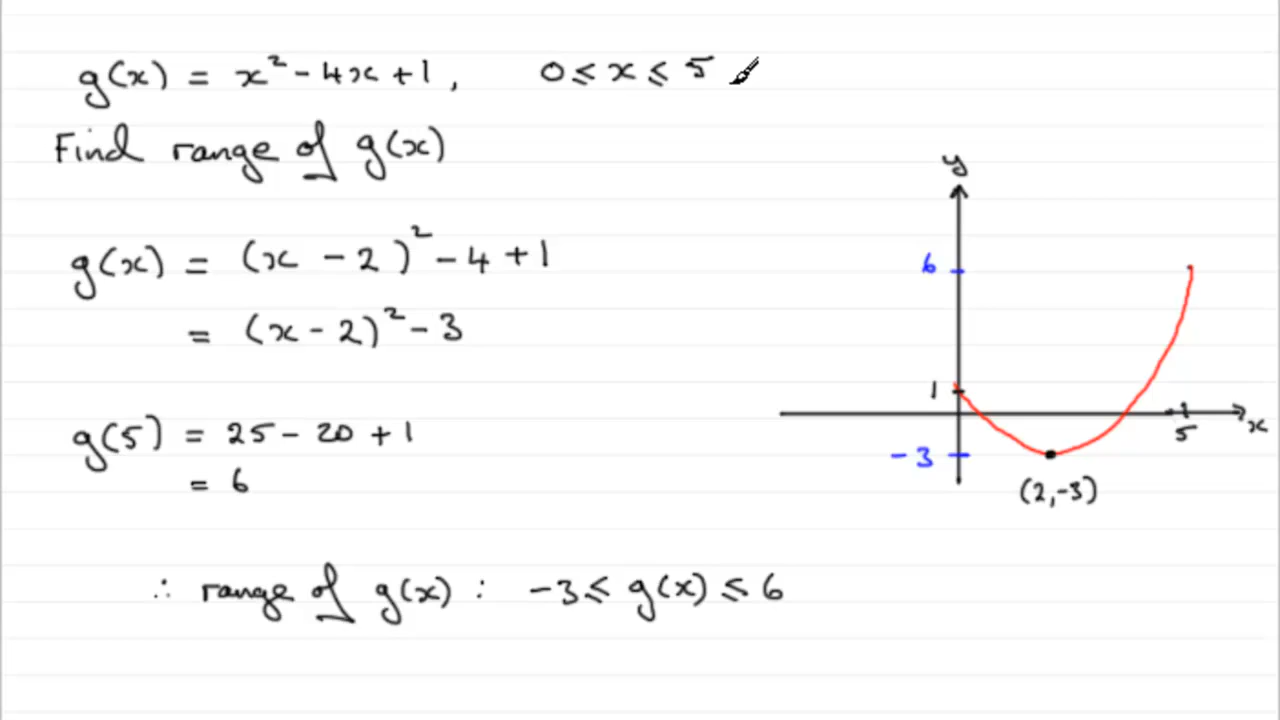 g(x) = x² - 4x + 1, 0 ≤ x ≤ 5
Find range of g(x)
g(x) = (x - 2)² - 4 + 1
= (x - 2)² - 3
g(5) = 25 - 20 + 1
= 6
∴ range of g(x) : -3 ≤ g(x) ≤ 6
y
6
1
-3
5
x
(2,-3)